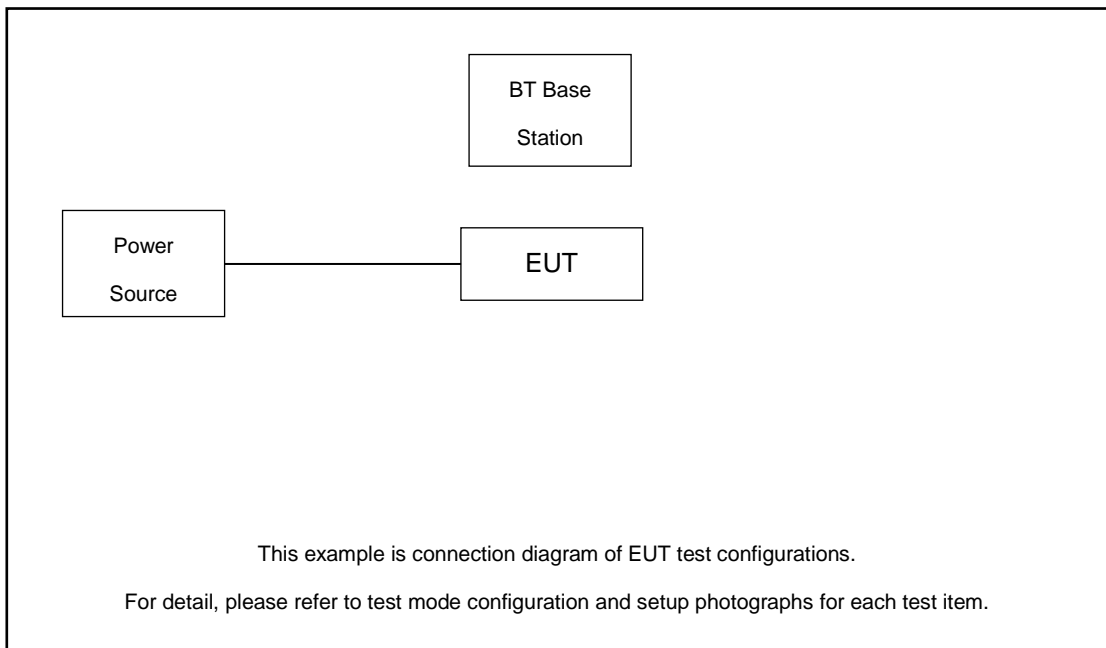 BT Base
Station
Power
Source
EUT
This example is connection diagram of EUT test configurations.
For detail, please refer to test mode configuration and setup photographs for each test item.